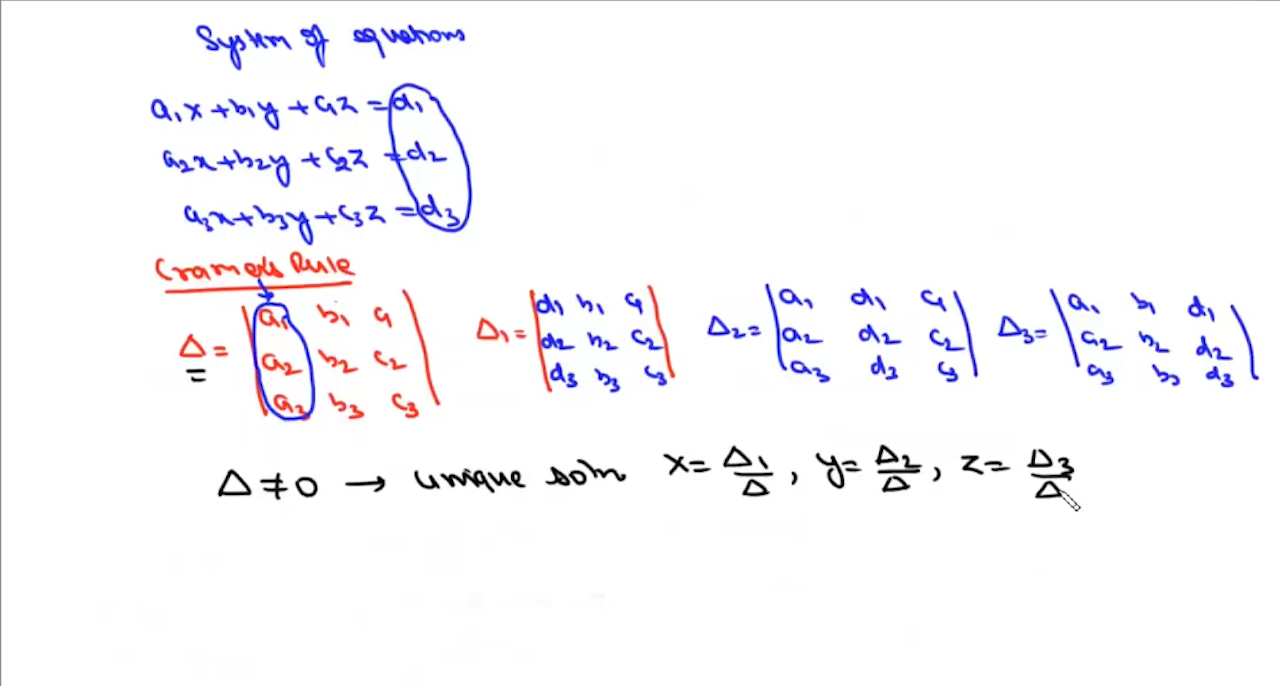 System of equations
a₁x + b₁y + c₁z = d₁
a₂x + b₂y + c₂z = d₂
a₃x + b₃y + c₃z = d₃
Cramer's Rule
Δ = |a₁ b₁ c₁| Δ₁ = |d₁ b₁ c₁| Δ₂ = |a₁ d₁ c₁| Δ₃ = |a₁ b₁ d₁|
|a₂ b₂ c₂| |d₂ b₂ c₂| |a₂ d₂ c₂| |a₂ b₂ d₂|
|a₃ b₃ c₃| |d₃ b₃ c₃| |a₃ d₃ c₃| |a₃ b₃ d₃|
Δ ≠ 0 → unique soln x = Δ₁/Δ, y = Δ₂/Δ, z = Δ₃/Δ